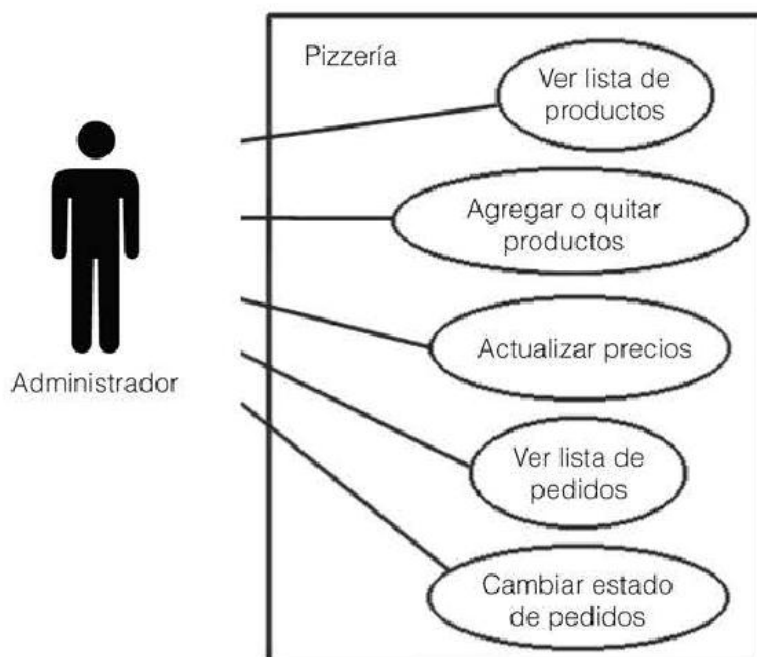 Pizzería
Ver lista de
productos
Agregar o quitar
productos
Actualizar precios
Administrador
Ver lista de
pedidos
Cambiar estado
de pedidos